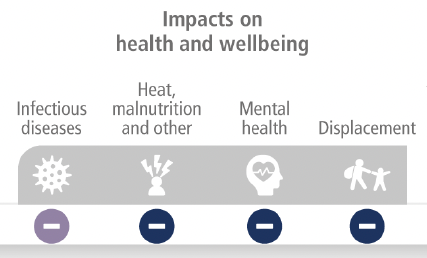 Impacts on
health and wellbeing
Infectious
diseases
Heat,
malnutrition
and other
Mental
health
Displacement